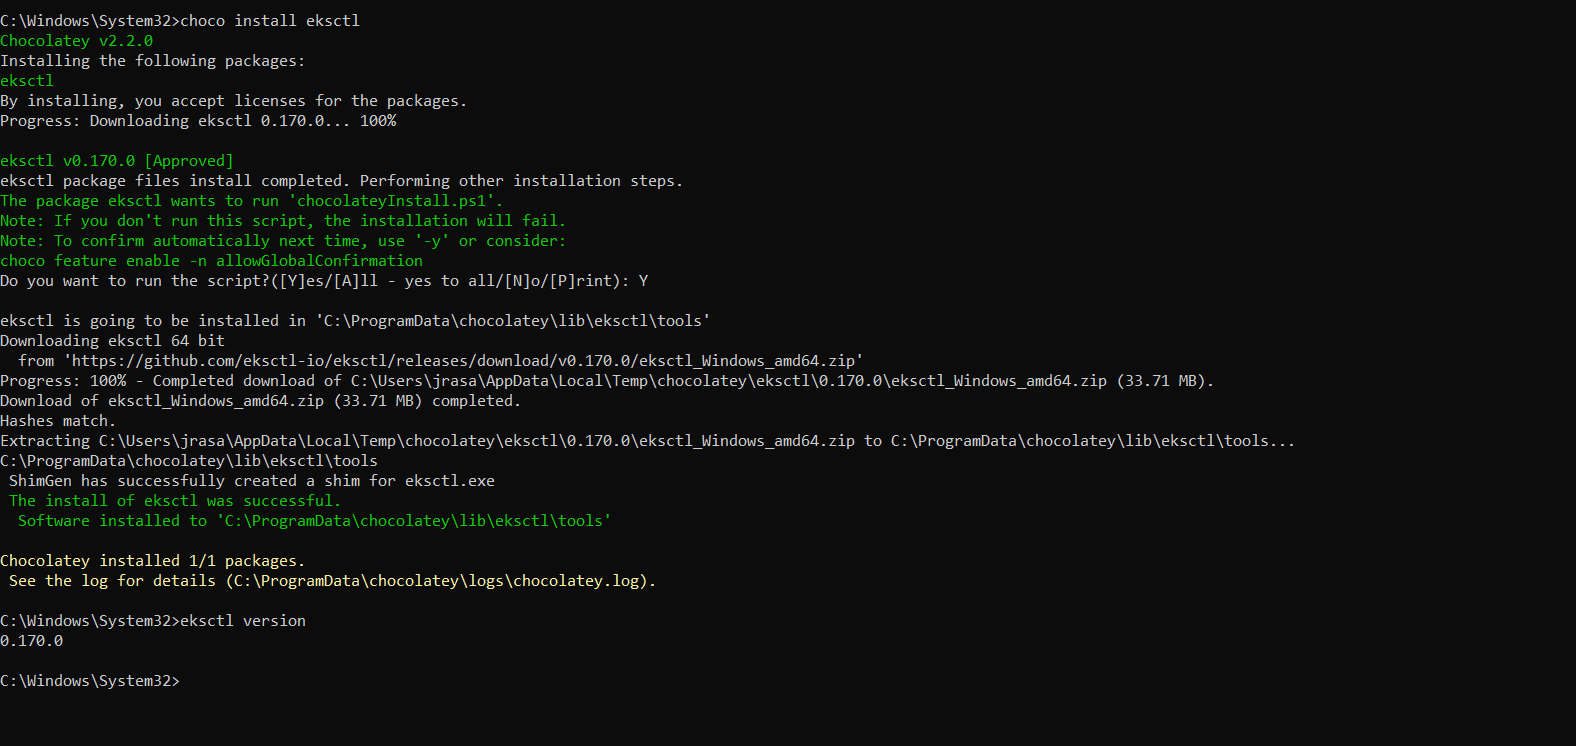 C:\Windows\System32>choco install eksctl
Chocolatey v2.2.0
Installing the following packages:
eksctl
By installing, you accept licenses for the packages.
Progress: Downloading eksctl 0.170.0... 100%
eksctl v0.170.0 [Approved]
eksctl package files install completed. Performing other installation steps.
The package eksctl wants to run 'chocolateyInstall.ps1'.
Note: If you don't run this script, the installation will fail.
Note: To confirm automatically next time, use '-y' or consider:
choco feature enable -n allowGlobalConfirmation
Do you want to run the script?([Y]es/[A]ll - yes to all/[N]o/[P]rint): Y
eksctl is going to be installed in 'C:\ProgramData\chocolatey\lib\eksctl\tools'
Downloading eksctl 64 bit
  from 'https://github.com/eksctl-io/eksctl/releases/download/v0.170.0/eksctl_Windows_amd64.zip'
Progress: 100% - Completed download of C:\Users\jrasa\AppData\Local\Temp\chocolatey\eksctl\0.170.0\eksctl_Windows_amd64.zip (33.71 MB).
Download of eksctl_Windows_amd64.zip (33.71 MB) completed.
Hashes match.
Extracting C:\Users\jrasa\AppData\Local\Temp\chocolatey\eksctl\0.170.0\eksctl_Windows_amd64.zip to C:\ProgramData\chocolatey\lib\eksctl\tools...
C:\ProgramData\chocolatey\lib\eksctl\tools
 ShimGen has successfully created a shim for eksctl.exe
 The install of eksctl was successful.
  Software installed to 'C:\ProgramData\chocolatey\lib\eksctl\tools'
Chocolatey installed 1/1 packages.
 See the log for details (C:\ProgramData\chocolatey\logs\chocolatey.log).
C:\Windows\System32>eksctl version
0.170.0
C:\Windows\System32>